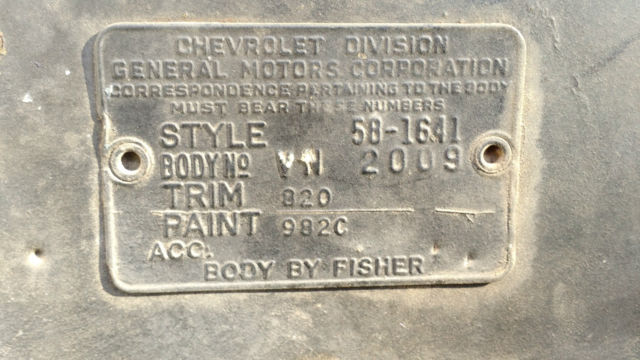 CHEVROLET DIVISION
GENERAL MOTORS CORPORATION
CORRESPONDENCE PERTAINING TO THE BODY
MUST BEAR THESE NUMBERS
STYLE 58-1641
BODY Nº 2009
TRIM 820
PAINT 982C
ACC.
BODY BY FISHER